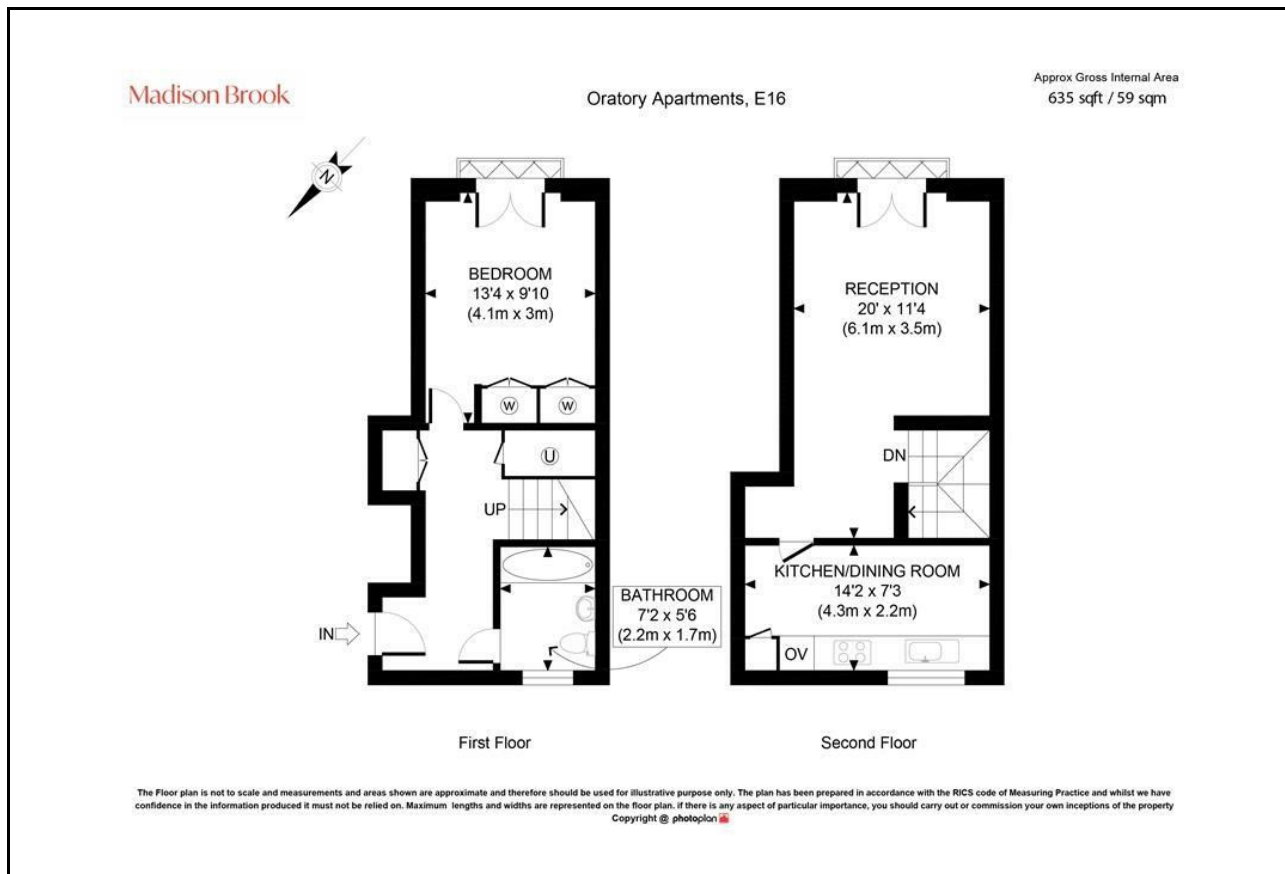 Madison Brook
Oratory Apartments, E16
Approx Gross Internal Area
635 sqft / 59 sqm
N
BEDROOM
13'4 x 9'10
(4.1m x 3m)
W W
U
UP
IN
BATHROOM
7'2 x 5'6
(2.2m x 1.7m)
First Floor
RECEPTION
20' x 11'4
(6.1m x 3.5m)
DN
KITCHEN/DINING ROOM
14'2 x 7'3
(4.3m x 2.2m)
OV
Second Floor
The Floor plan is not to scale and measurements and areas shown are approximate and therefore should be used for illustrative purpose only. The plan has been prepared in accordance with the RICS code of Measuring Practice and whilst we have
confidence in the information produced it must not be relied on. Maximum lengths and widths are represented on the floor plan. if there is any aspect of particular importance, you should carry out or commission your own inceptions of the property
Copyright @ photoplan